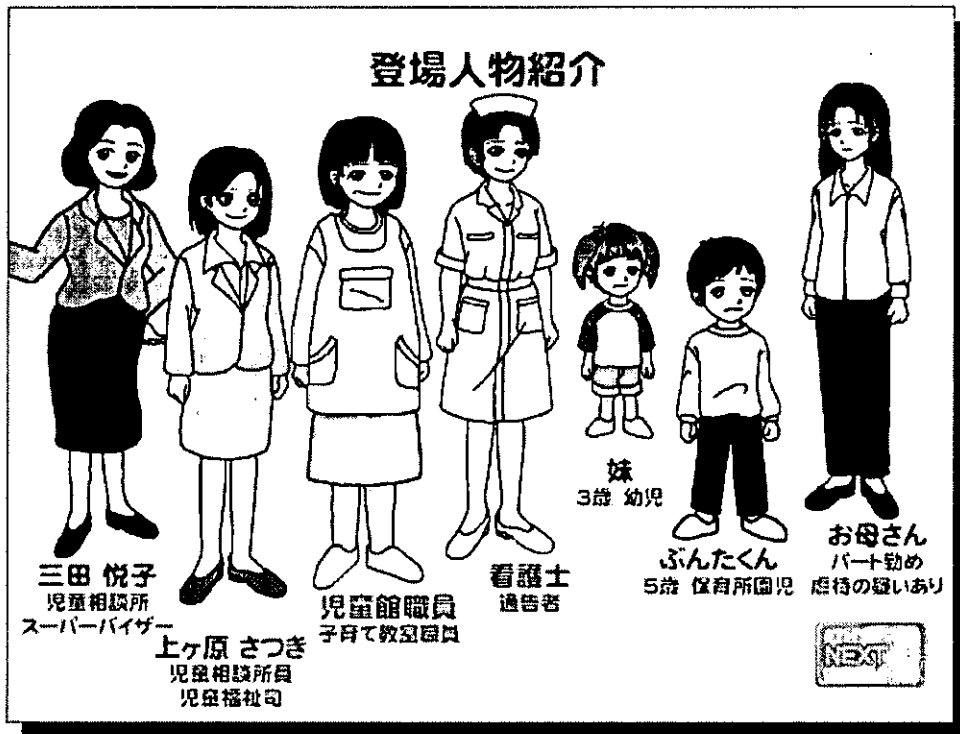 登場人物紹介
三田 悦子
児童相談所
スーパーバイザー
上ヶ原 さつき
児童相談所員
児童福祉司
児童館職員
子育て教室職員
看護士
通告者
妹
3歳 幼児
ぶんたくん
5歳 保育所園児
お母さん
パート勤め
虐待の疑いあり
NEXT